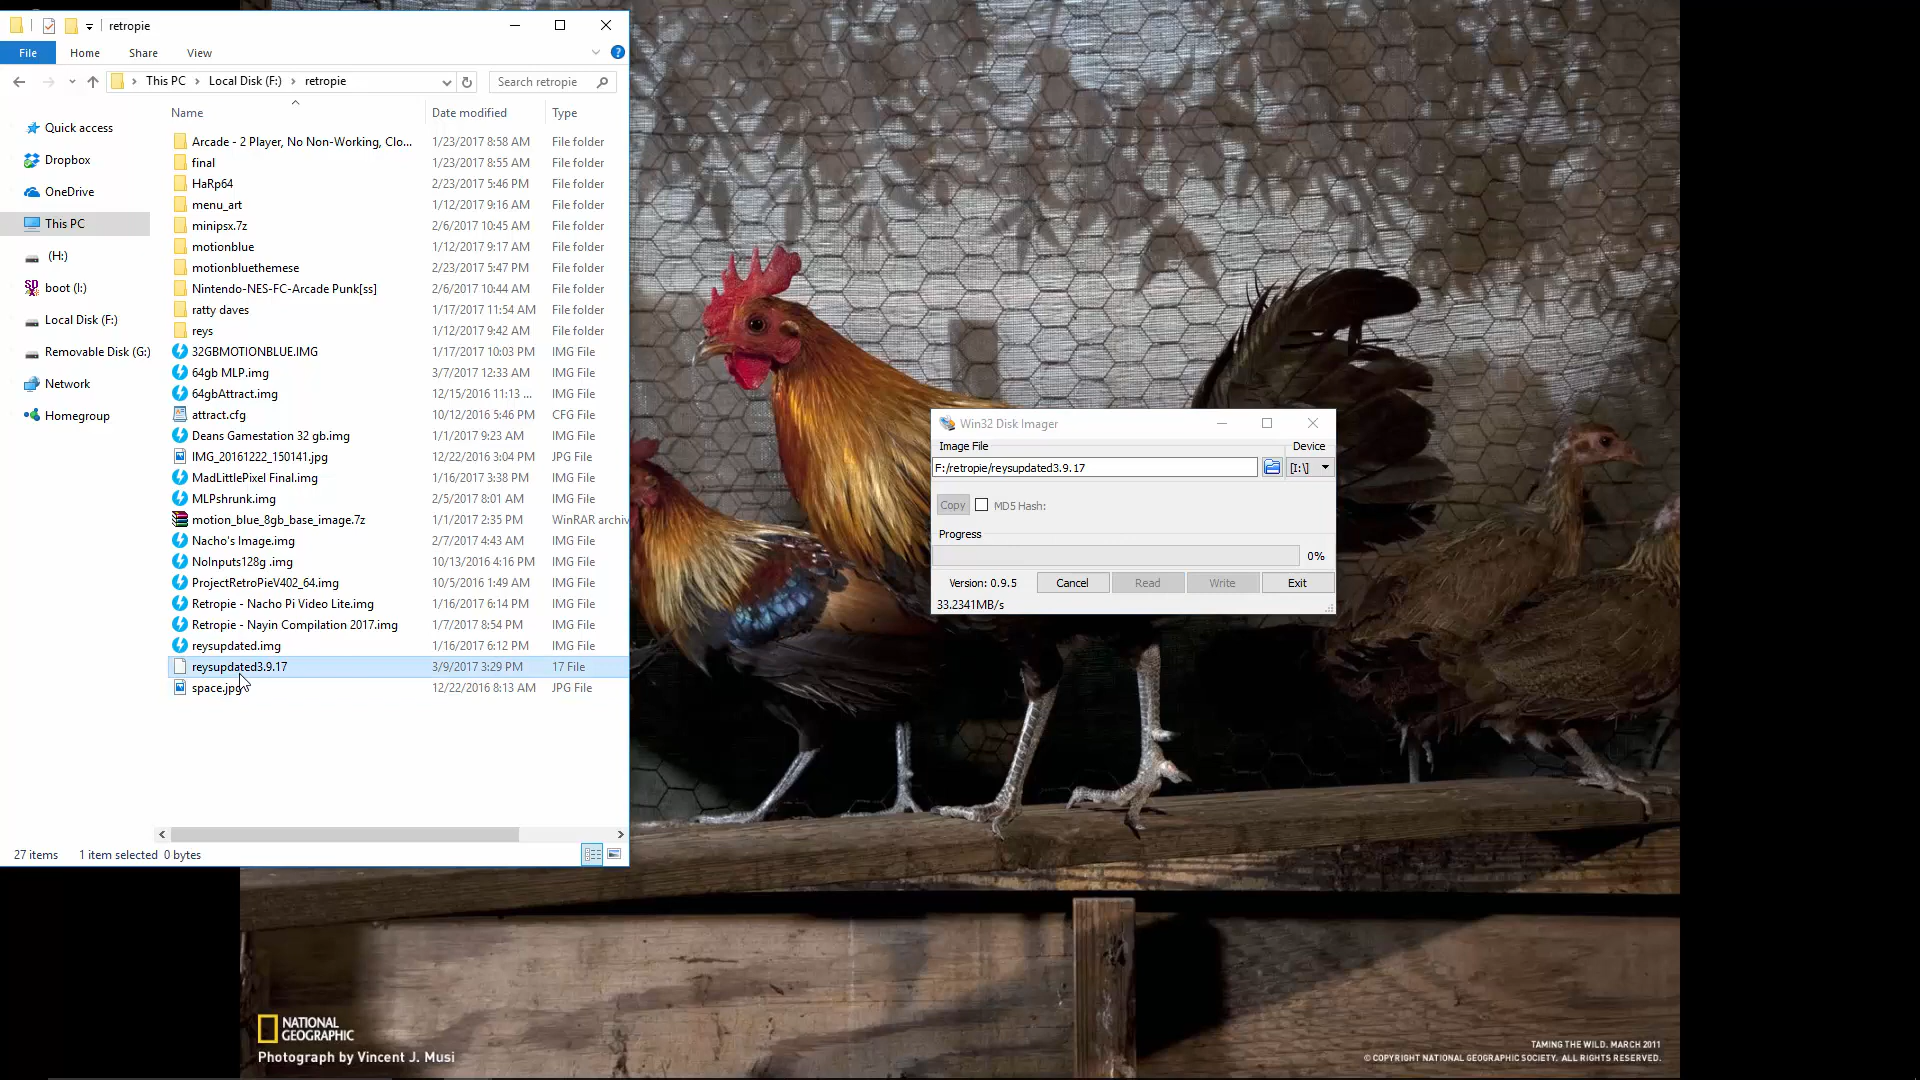 retropie
File Home Share View
This PC Local Disk (F:) retropie
Search retropie
Name Date modified Type
Quick access
Dropbox
OneDrive
This PC
(H:)
boot (I:)
Local Disk (F:)
Removable Disk (G:)
Network
Homegroup
Arcade - 2 Player, No Non-Working, Clo... 1/23/2017 8:58 AM File folder
final 1/23/2017 8:55 AM File folder
HaRp64 2/23/2017 5:46 PM File folder
menu_art 1/12/2017 9:16 AM File folder
minipsx.7z 2/6/2017 10:45 AM File folder
motionblue 1/12/2017 9:17 AM File folder
motionbluethemese 2/23/2017 5:47 PM File folder
Nintendo-NES-FC-Arcade Punk[ss] 2/6/2017 10:44 AM File folder
ratty daves 1/17/2017 11:54 AM File folder
reys 1/12/2017 9:42 AM File folder
32GBMOTIONBLUE.IMG 1/17/2017 10:03 PM IMG File
64gb MLP.img 3/7/2017 12:33 AM IMG File
64gbAttract.img 12/15/2016 11:13 ... IMG File
attract.cfg 10/12/2016 5:46 PM CFG File
Deans Gamestation 32 gb.img 1/1/2017 9:23 AM IMG File
IMG_20161222_150141.jpg 12/22/2016 3:04 PM JPG File
MadLittlePixel Final.img 1/16/2017 3:38 PM IMG File
MLPshrunk.img 2/5/2017 8:01 AM IMG File
motion_blue_8gb_base_image.7z 1/1/2017 2:35 PM WinRAR archiv
Nacho's Image.img 2/7/2017 4:43 AM IMG File
NoInputs128g .img 10/13/2016 4:16 PM IMG File
ProjectRetroPieV402_64.img 10/5/2016 1:49 AM IMG File
Retropie - Nacho Pi Video Lite.img 1/16/2017 6:14 PM IMG File
Retropie - Nayin Compilation 2017.img 1/7/2017 8:54 PM IMG File
reysupdated.img 1/16/2017 6:12 PM IMG File
reysupdated3.9.17 3/9/2017 3:29 PM 17 File
space.jpg 12/22/2016 8:13 AM JPG File
27 items 1 item selected 0 bytes
Win32 Disk Imager
Image File Device
F:/retropie/reysupdated3.9.17 [I:\]
Copy MD5 Hash:
Progress
0%
Version: 0.9.5 Cancel Read Write Exit
33.2341MB/s
NATIONAL
GEOGRAPHIC
Photograph by Vincent J. Musi
TAMING THE WILD, MARCH 2011
© COPYRIGHT NATIONAL GEOGRAPHIC SOCIETY. ALL RIGHTS RESERVED.